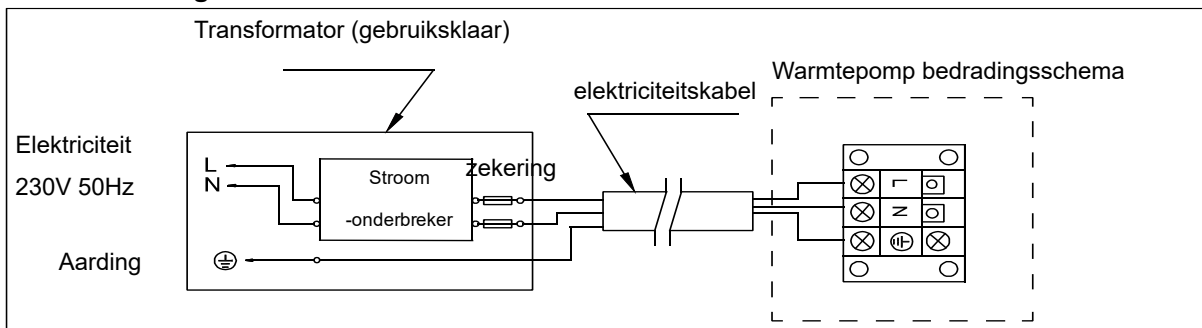 Transformator (gebruiksklaar)
Warmtepomp bedradingsschema
elektriciteitskabel
Elektriciteit
230V 50Hz
L
N
Stroom
-onderbreker
zekering
Aarding
L
N